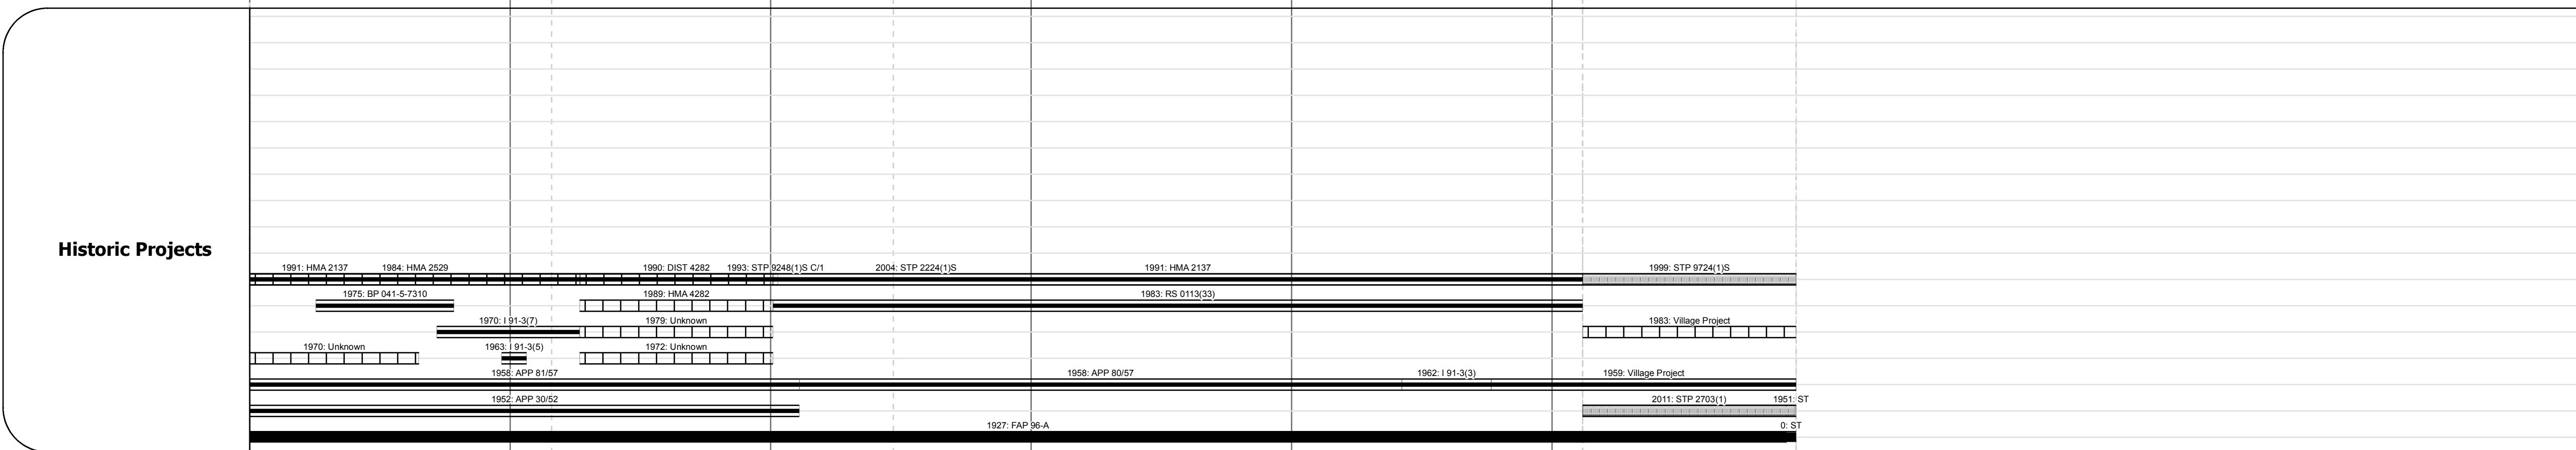 Historic Projects
1991: HMA 2137 1984: HMA 2529 1990: DIST 4282 1993: STP 9248(1)S C/1 2004: STP 2224(1)S 1991: HMA 2137 1999: STP 9724(1)S
1975: BP 041-5-7310 1989: HMA 4282 1983: RS 0113(33)
1970: I 91-3(7) 1979: Unknown 1983: Village Project
1970: Unknown 1963: I 91-3(5) 1972: Unknown
1958: APP 81/57 1958: APP 80/57 1962: I 91-3(3) 1959: Village Project
1952: APP 30/52 2011: STP 2703(1) 1951: ST
1927: FAP 96-A 0: ST